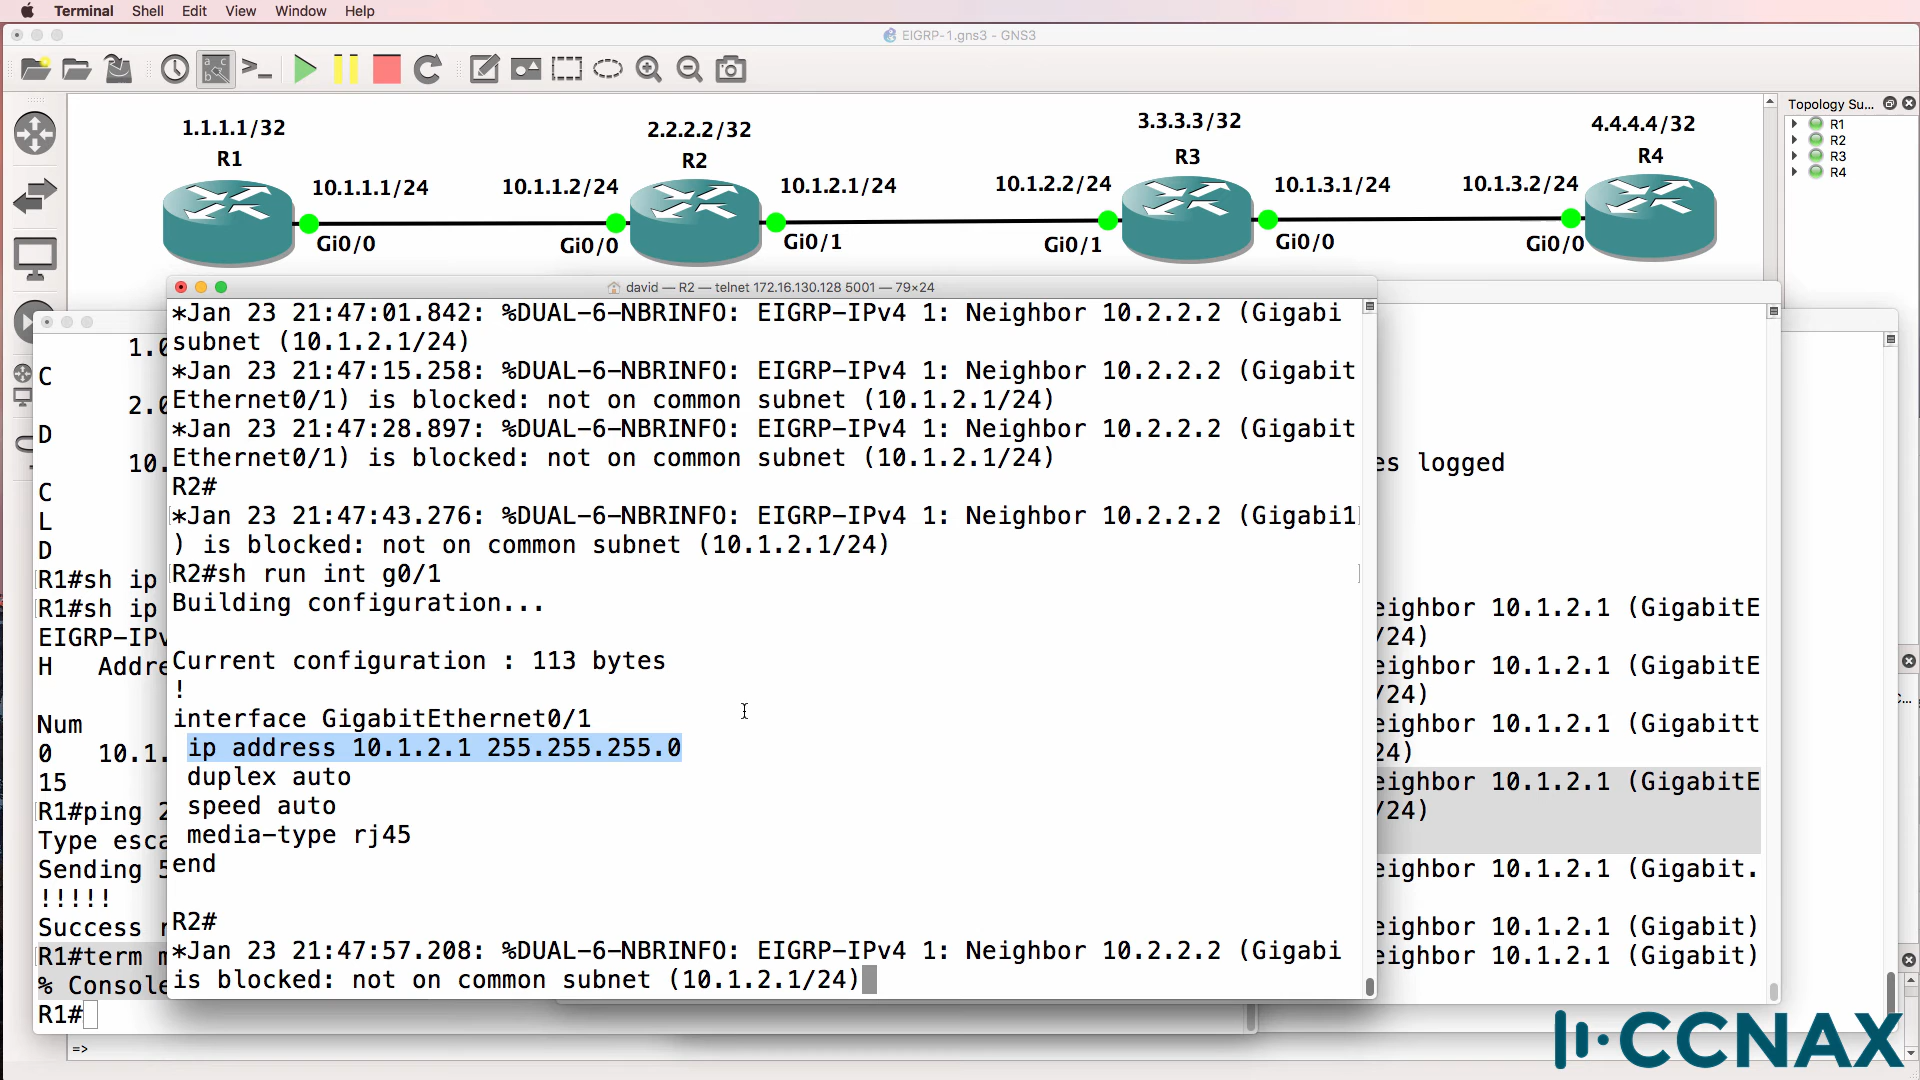 Terminal Shell Edit View Window Help
EIGRP-1.gns3 - GNS3
Topology Su...
R1
R2
R3
R4
1.1.1.1/32
R1
2.2.2.2/32
R2
3.3.3.3/32
R3
4.4.4.4/32
R4
10.1.1.1/24
10.1.1.2/24
10.1.2.1/24
10.1.2.2/24
10.1.3.1/24
10.1.3.2/24
Gi0/0
Gi0/0
Gi0/1
Gi0/1
Gi0/0
Gi0/0
david — R2 — telnet 172.16.130.128 5001 — 79×24
*Jan 23 21:47:01.842: %DUAL-6-NBRINFO: EIGRP-IPv4 1: Neighbor 10.2.2.2 (Gigabi
subnet (10.1.2.1/24)
*Jan 23 21:47:15.258: %DUAL-6-NBRINFO: EIGRP-IPv4 1: Neighbor 10.2.2.2 (Gigabit
Ethernet0/1) is blocked: not on common subnet (10.1.2.1/24)
*Jan 23 21:47:28.897: %DUAL-6-NBRINFO: EIGRP-IPv4 1: Neighbor 10.2.2.2 (Gigabit
Ethernet0/1) is blocked: not on common subnet (10.1.2.1/24)
R2#
*Jan 23 21:47:43.276: %DUAL-6-NBRINFO: EIGRP-IPv4 1: Neighbor 10.2.2.2 (Gigabi1
) is blocked: not on common subnet (10.1.2.1/24)
R2#sh run int g0/1
Building configuration...
Current configuration : 113 bytes
!
interface GigabitEthernet0/1
ip address 10.1.2.1 255.255.255.0
duplex auto
speed auto
media-type rj45
end
R2#
*Jan 23 21:47:57.208: %DUAL-6-NBRINFO: EIGRP-IPv4 1: Neighbor 10.2.2.2 (Gigabi
is blocked: not on common subnet (10.1.2.1/24)
1.0
C
2.0
D
10.
C
L
D
R1#sh ip
R1#sh ip
EIGRP-IPv
H Addre
Num
0 10.1.
15
R1#ping 2
Type esca
Sending 5
!!!!!
Success r
R1#term m
% Console
R1#
=>
es logged
eighbor 10.1.2.1 (GigabitE
/24)
eighbor 10.1.2.1 (GigabitE
/24)
eighbor 10.1.2.1 (Gigabitt
24)
eighbor 10.1.2.1 (GigabitE
/24)
eighbor 10.1.2.1 (Gigabit.
eighbor 10.1.2.1 (Gigabit)
eighbor 10.1.2.1 (Gigabit)
CCNAX